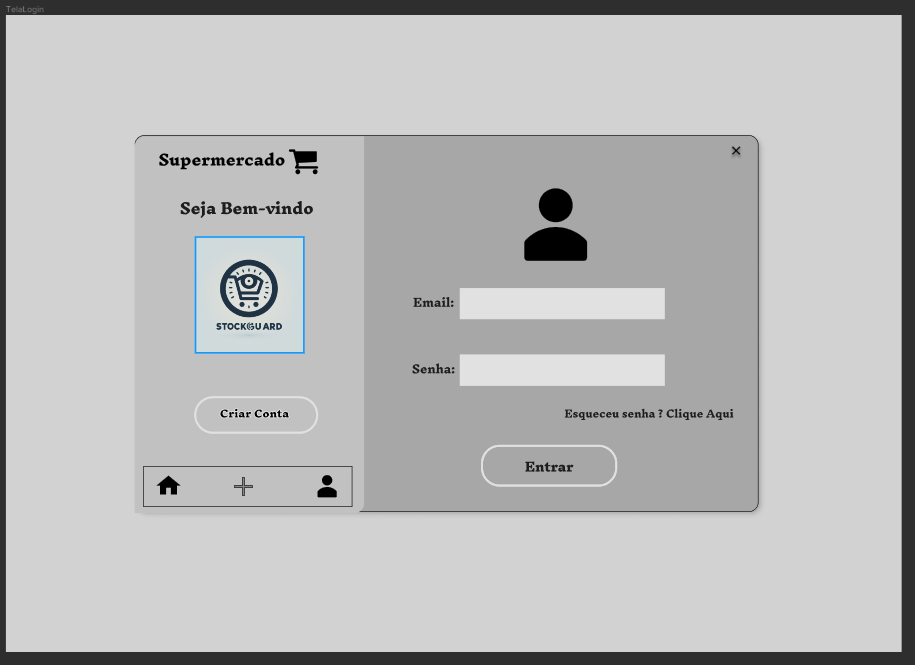 TelaLogin
Supermercado
Seja Bem-vindo
STOCKGUARD
Criar Conta
Email:
Senha:
Esqueceu senha ? Clique Aqui
Entrar